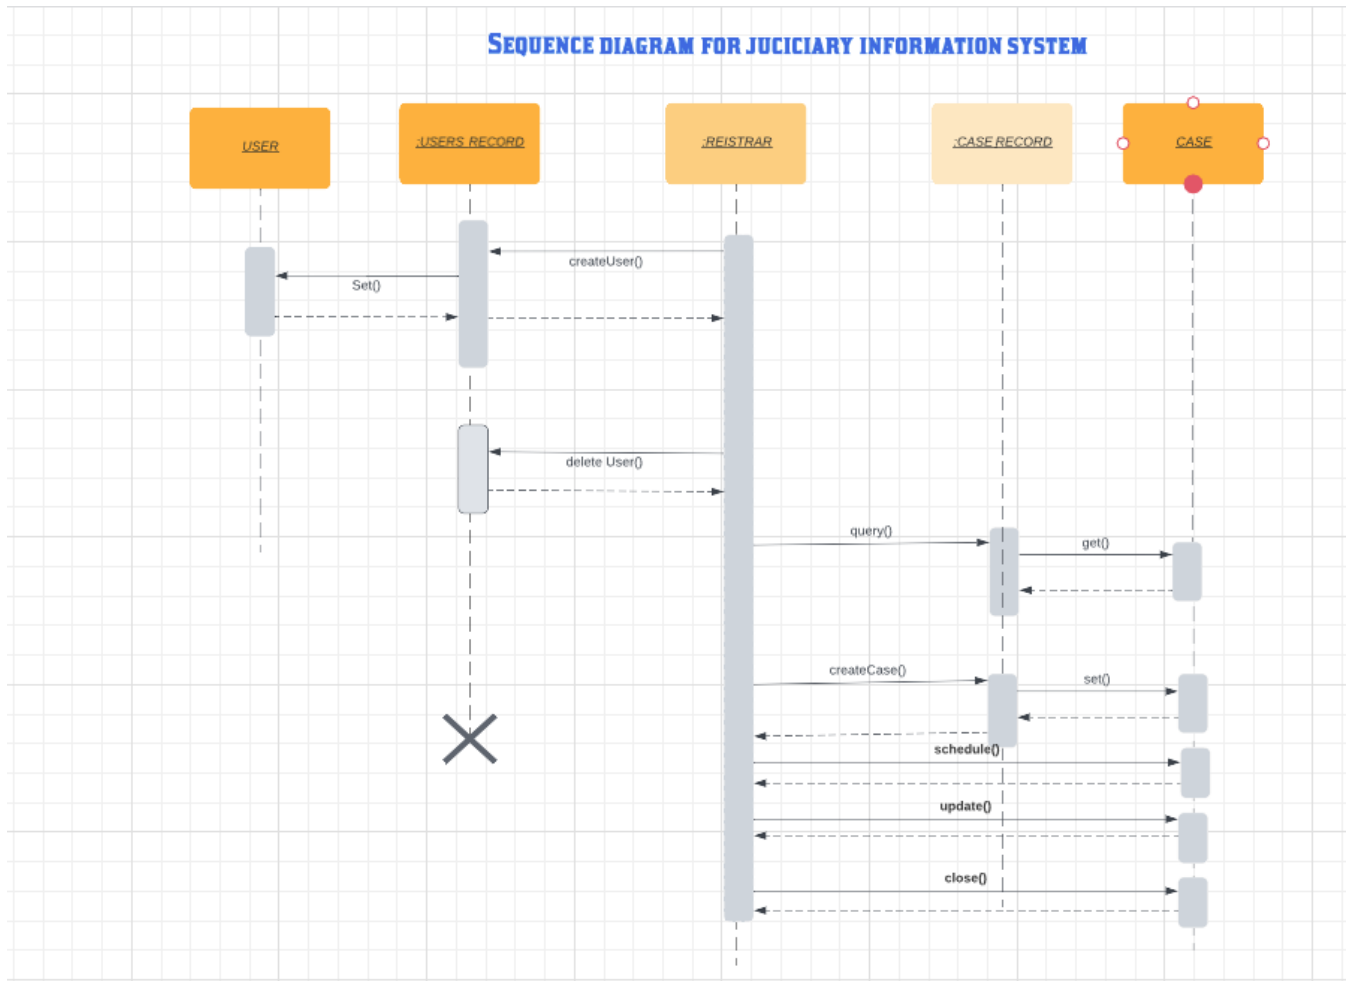 SEQUENCE DIAGRAM FOR JUCICIARY INFORMATION SYSTEM
USER
:USERS RECORD
:REISTRAR
:CASE RECORD
CASE
createUser()
Set()
delete User()
query()
get()
createCase()
set()
schedule()
update()
close()